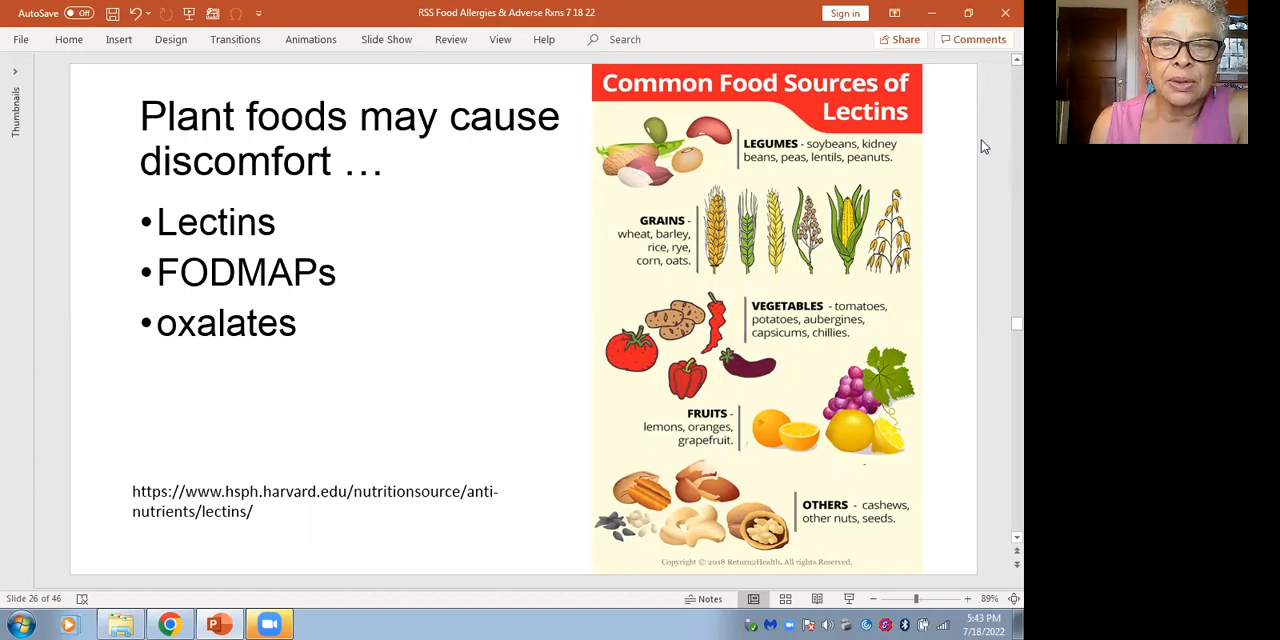 AutoSave Off
RSS Food Allergies & Adverse Rxns 7 18 22
Sign in
File Home Insert Design Transitions Animations Slide Show Review View Help Search
Share Comments
Thumbnails
Plant foods may cause
discomfort …
•Lectins
•FODMAPs
•oxalates
https://www.hsph.harvard.edu/nutritionsource/anti-
nutrients/lectins/
Common Food Sources of
Lectins
LEGUMES - soybeans, kidney
beans, peas, lentils, peanuts.
GRAINS -
wheat, barley,
rice, rye,
corn, oats.
VEGETABLES - tomatoes,
potatoes, aubergines,
capsicums, chillies.
FRUITS -
lemons, oranges,
grapefruit.
OTHERS - cashews,
other nuts, seeds.
Copyright © 2018 Return2Health, All rights Reserved.
Slide 26 of 46
Notes
89%
5:43 PM
7/18/2022